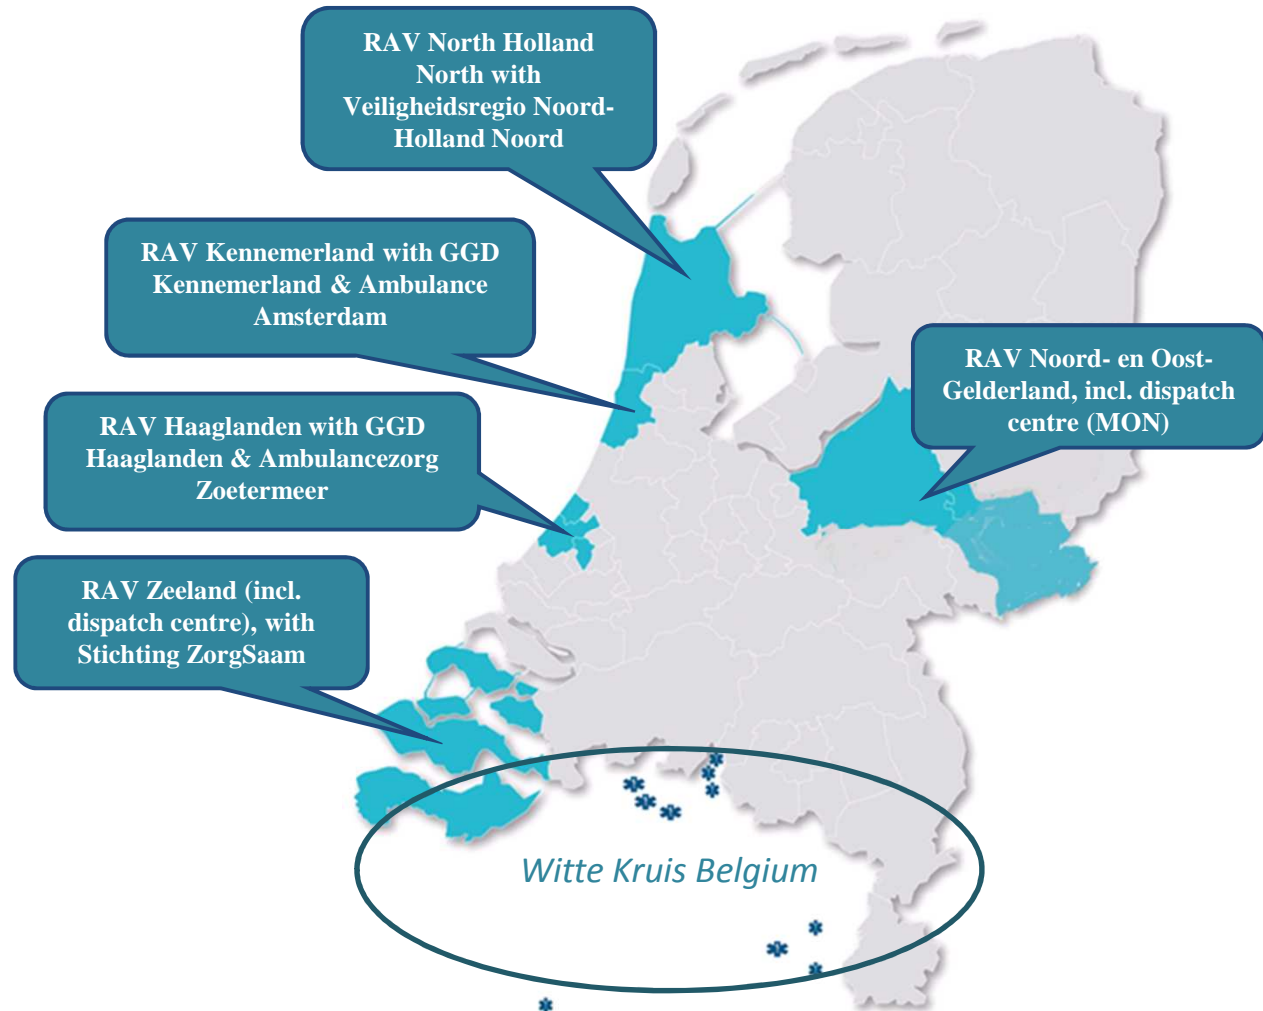 RAV North Holland
North with
Veiligheidsregio Noord-
Holland Noord
RAV Kennemerland with GGD
Kennemerland & Ambulance
Amsterdam
RAV Noord- en Oost-
Gelderland, incl. dispatch
centre (MON)
RAV Haaglanden with GGD
Haaglanden & Ambulancezorg
Zoetermeer
RAV Zeeland (incl.
dispatch centre), with
Stichting ZorgSaam
Witte Kruis Belgium